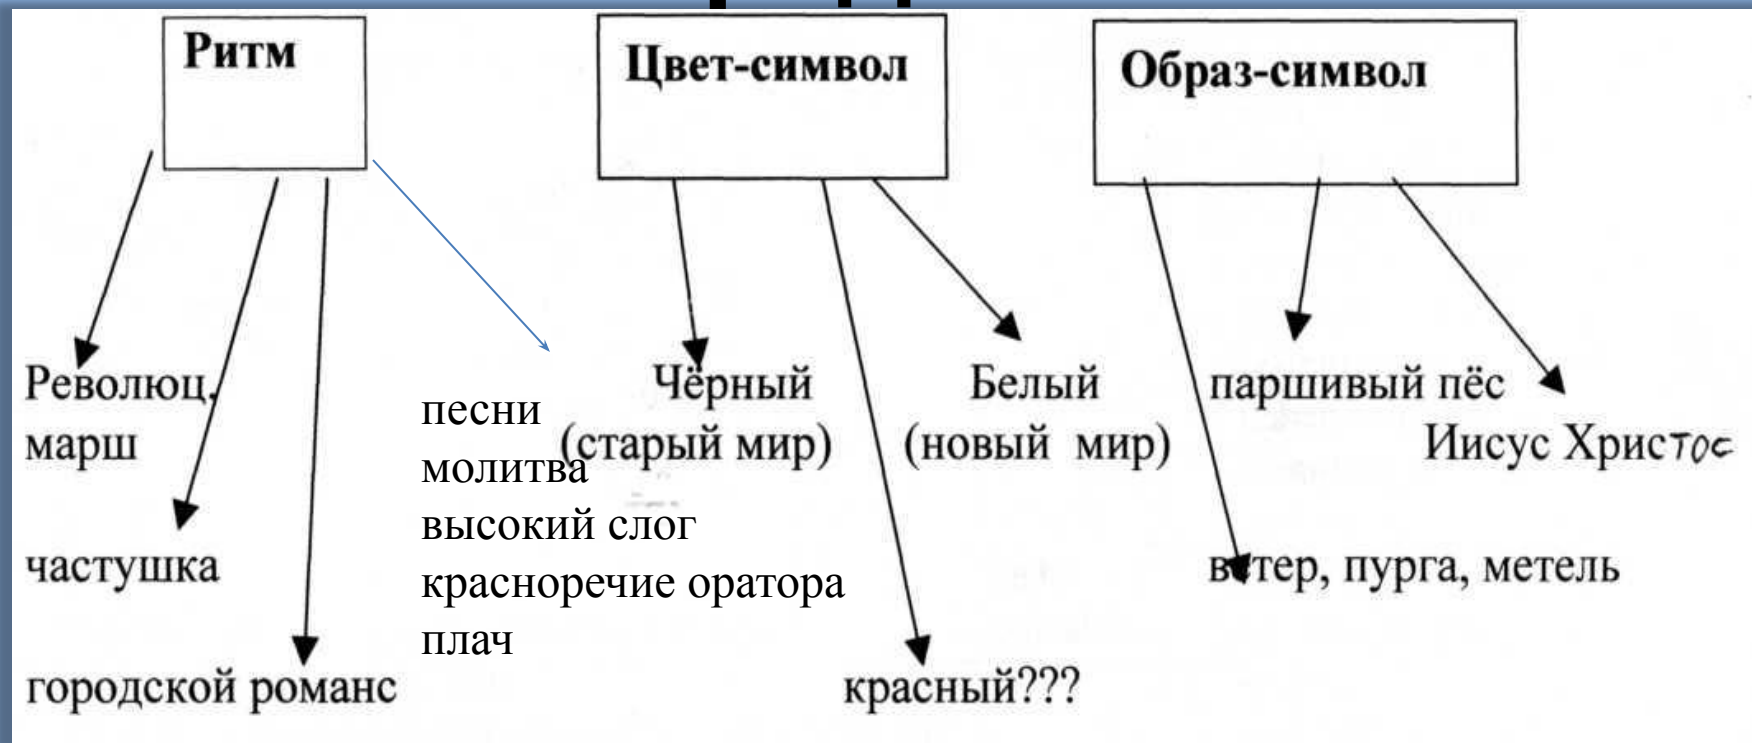 Ритм
Цвет-символ
Образ-символ
Революц.
марш
частушка
городской романс
песни
молитва
высокий слог
красноречие оратора
плач
Чёрный
(старый мир)
Белый
(новый мир)
красный???
паршивый пёс
Иисус Христос
ветер, пурга, метель